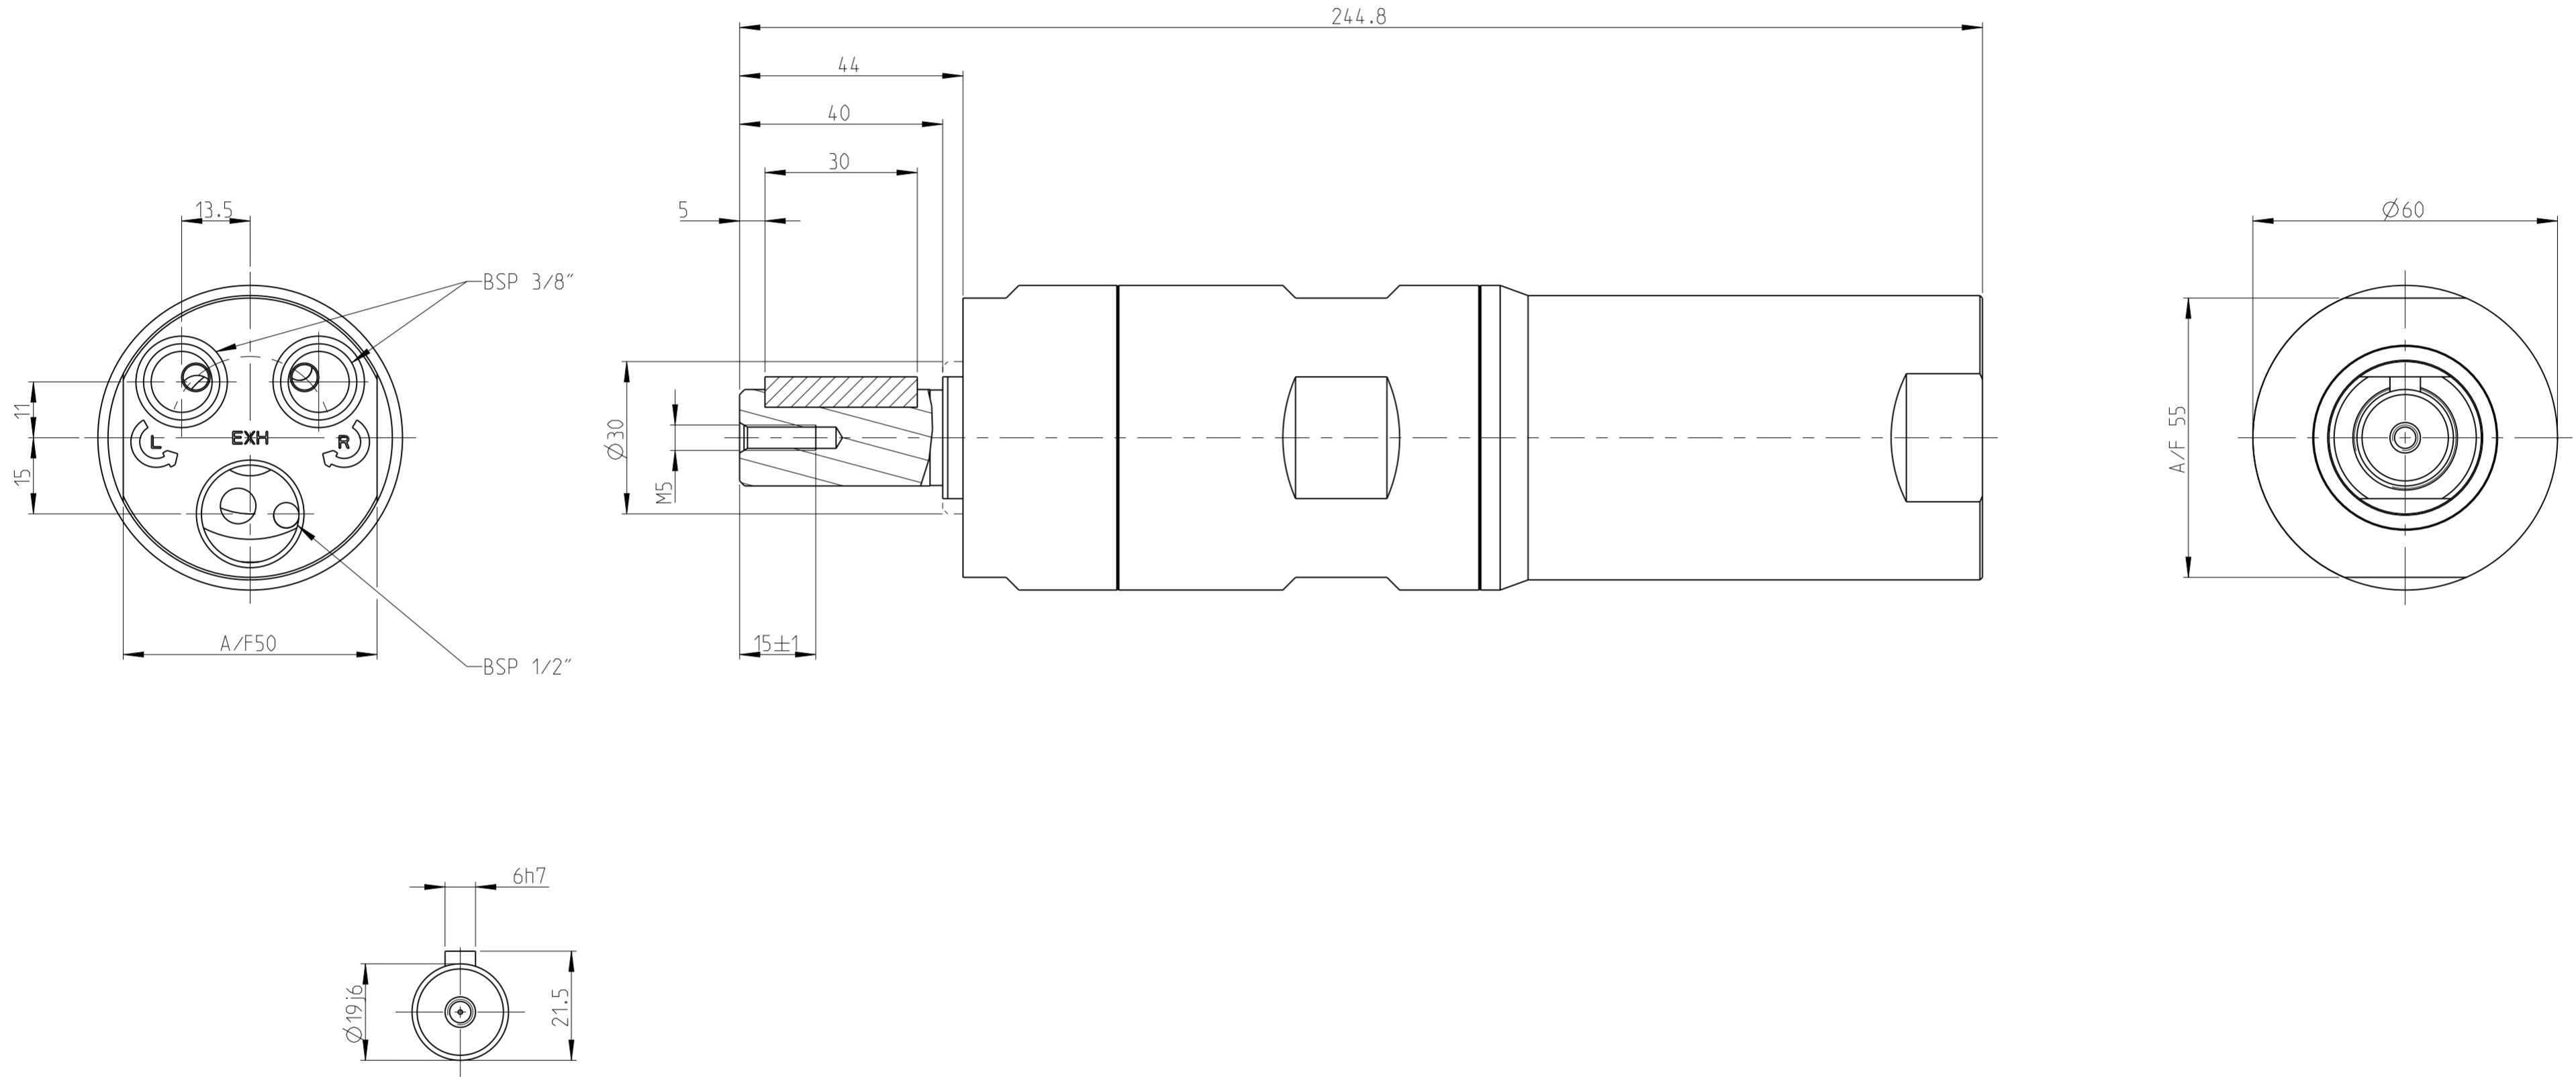 244.8
44
40
30
5
13.5
Ø60
BSP 3/8″
11
15
L
EXH
R
Ø30
M5
A/F 55
A/F50
15±1
BSP 1/2″
6h7
Ø19j6
21.5